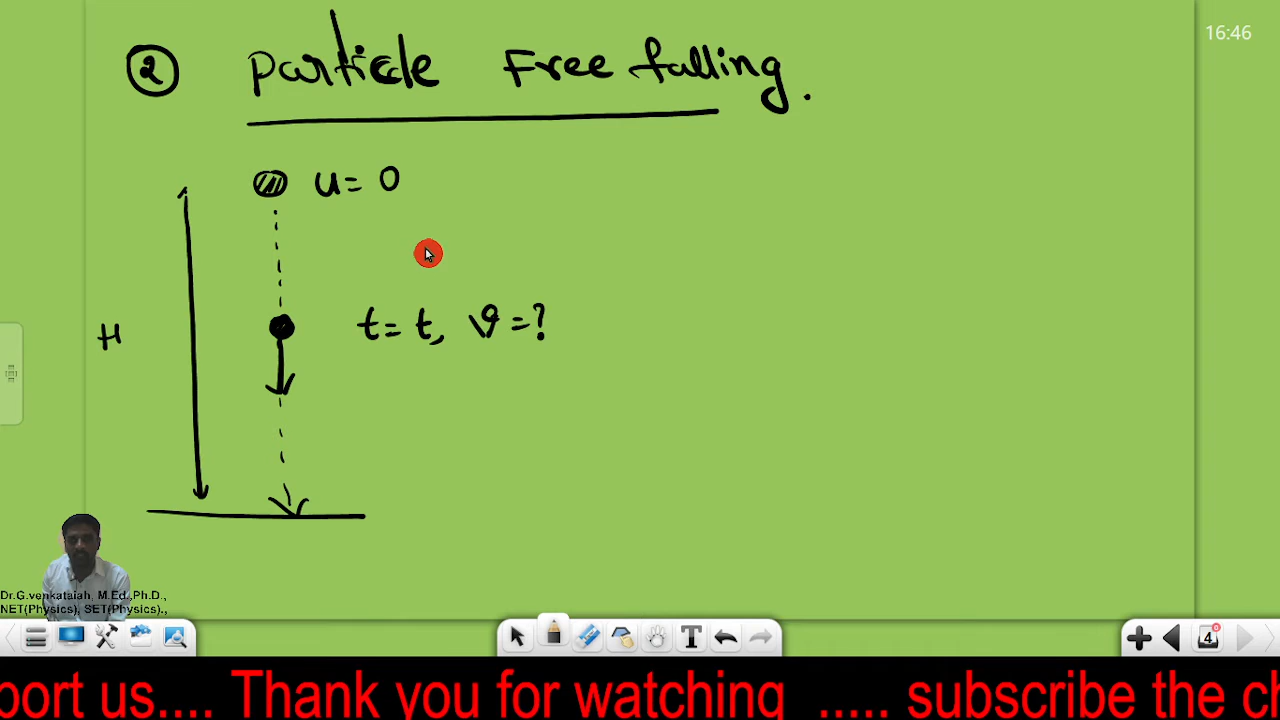 16:46
② Particle Free falling.
u = 0
t = t, v = ?
H
Dr.G.venkataiah, M.Ed.,Ph.D.,
NET(Physics), SET(Physics).,
T
4
0
port us.... Thank you for watching ..... subscribe the ch